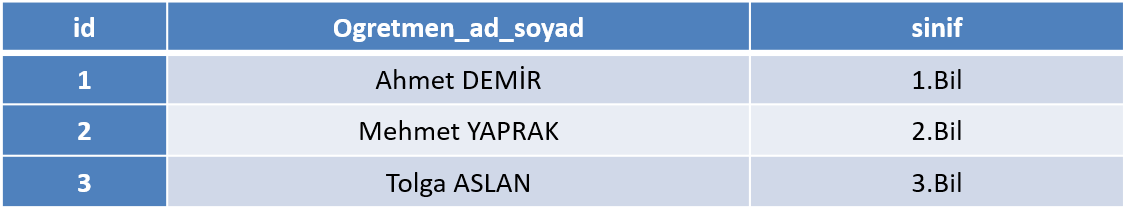 id Ogretmen_ad_soyad sinif
1 Ahmet DEMİR 1.Bil
2 Mehmet YAPRAK 2.Bil
3 Tolga ASLAN 3.Bil